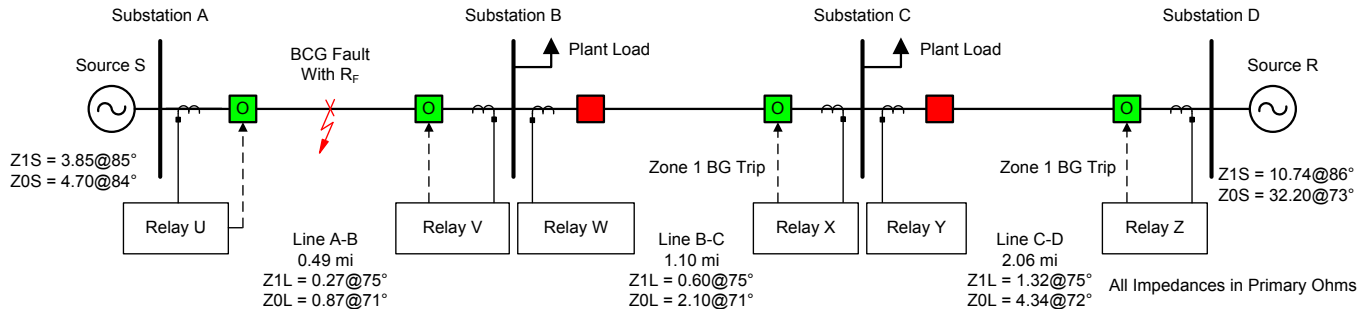 Substation A
Substation B
Substation C
Substation D
Source S
BCG Fault
With RF
Plant Load
Plant Load
Source R
O
O
O
O
Z1S = 3.85@85°
Z0S = 4.70@84°
Zone 1 BG Trip
Zone 1 BG Trip
Z1S = 10.74@86°
Z0S = 32.20@73°
Relay U
Relay V
Relay W
Relay X
Relay Y
Relay Z
Line A-B
0.49 mi
Z1L = 0.27@75°
Z0L = 0.87@71°
Line B-C
1.10 mi
Z1L = 0.60@75°
Z0L = 2.10@71°
Line C-D
2.06 mi
Z1L = 1.32@75°
Z0L = 4.34@72°
All Impedances in Primary Ohms